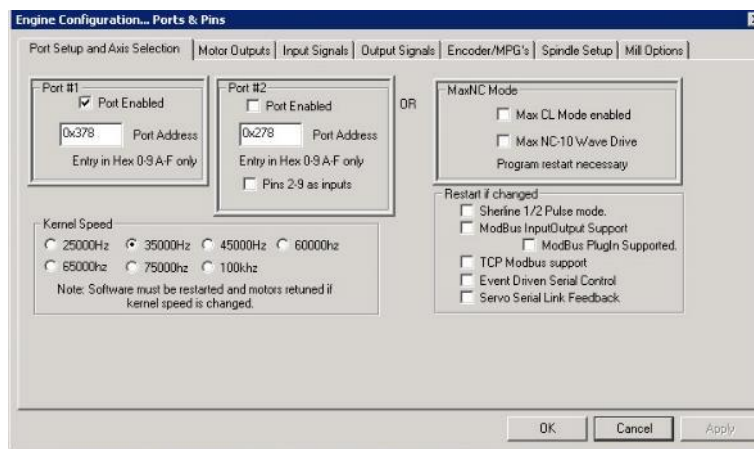 Engine Configuration... Ports & Pins
Port Setup and Axis Selection Motor Outputs Input Signals Output Signals Encoder/MPG's Spindle Setup Mill Options
Port #1
Port Enabled
0x378 Port Address
Entry in Hex 0-9 A-F only
Port #2
Port Enabled
0x278 Port Address
Entry in Hex 0-9 A-F only
Pins 2-9 as inputs
OR
MaxNC Mode
Max CL Mode enabled
Max NC-10 Wave Drive
Program restart necessary
Restart if changed
Sherline 1/2 Pulse mode.
ModBus InputOutput Support
ModBus PlugIn Supported.
TCP Modbus support
Event Driven Serial Control
Servo Serial Link Feedback
Kernel Speed
25000Hz 35000Hz 45000Hz 60000hz
65000hz 75000hz 100khz
Note: Software must be restarted and motors retuned if
kernel speed is changed.
OK Cancel Apply